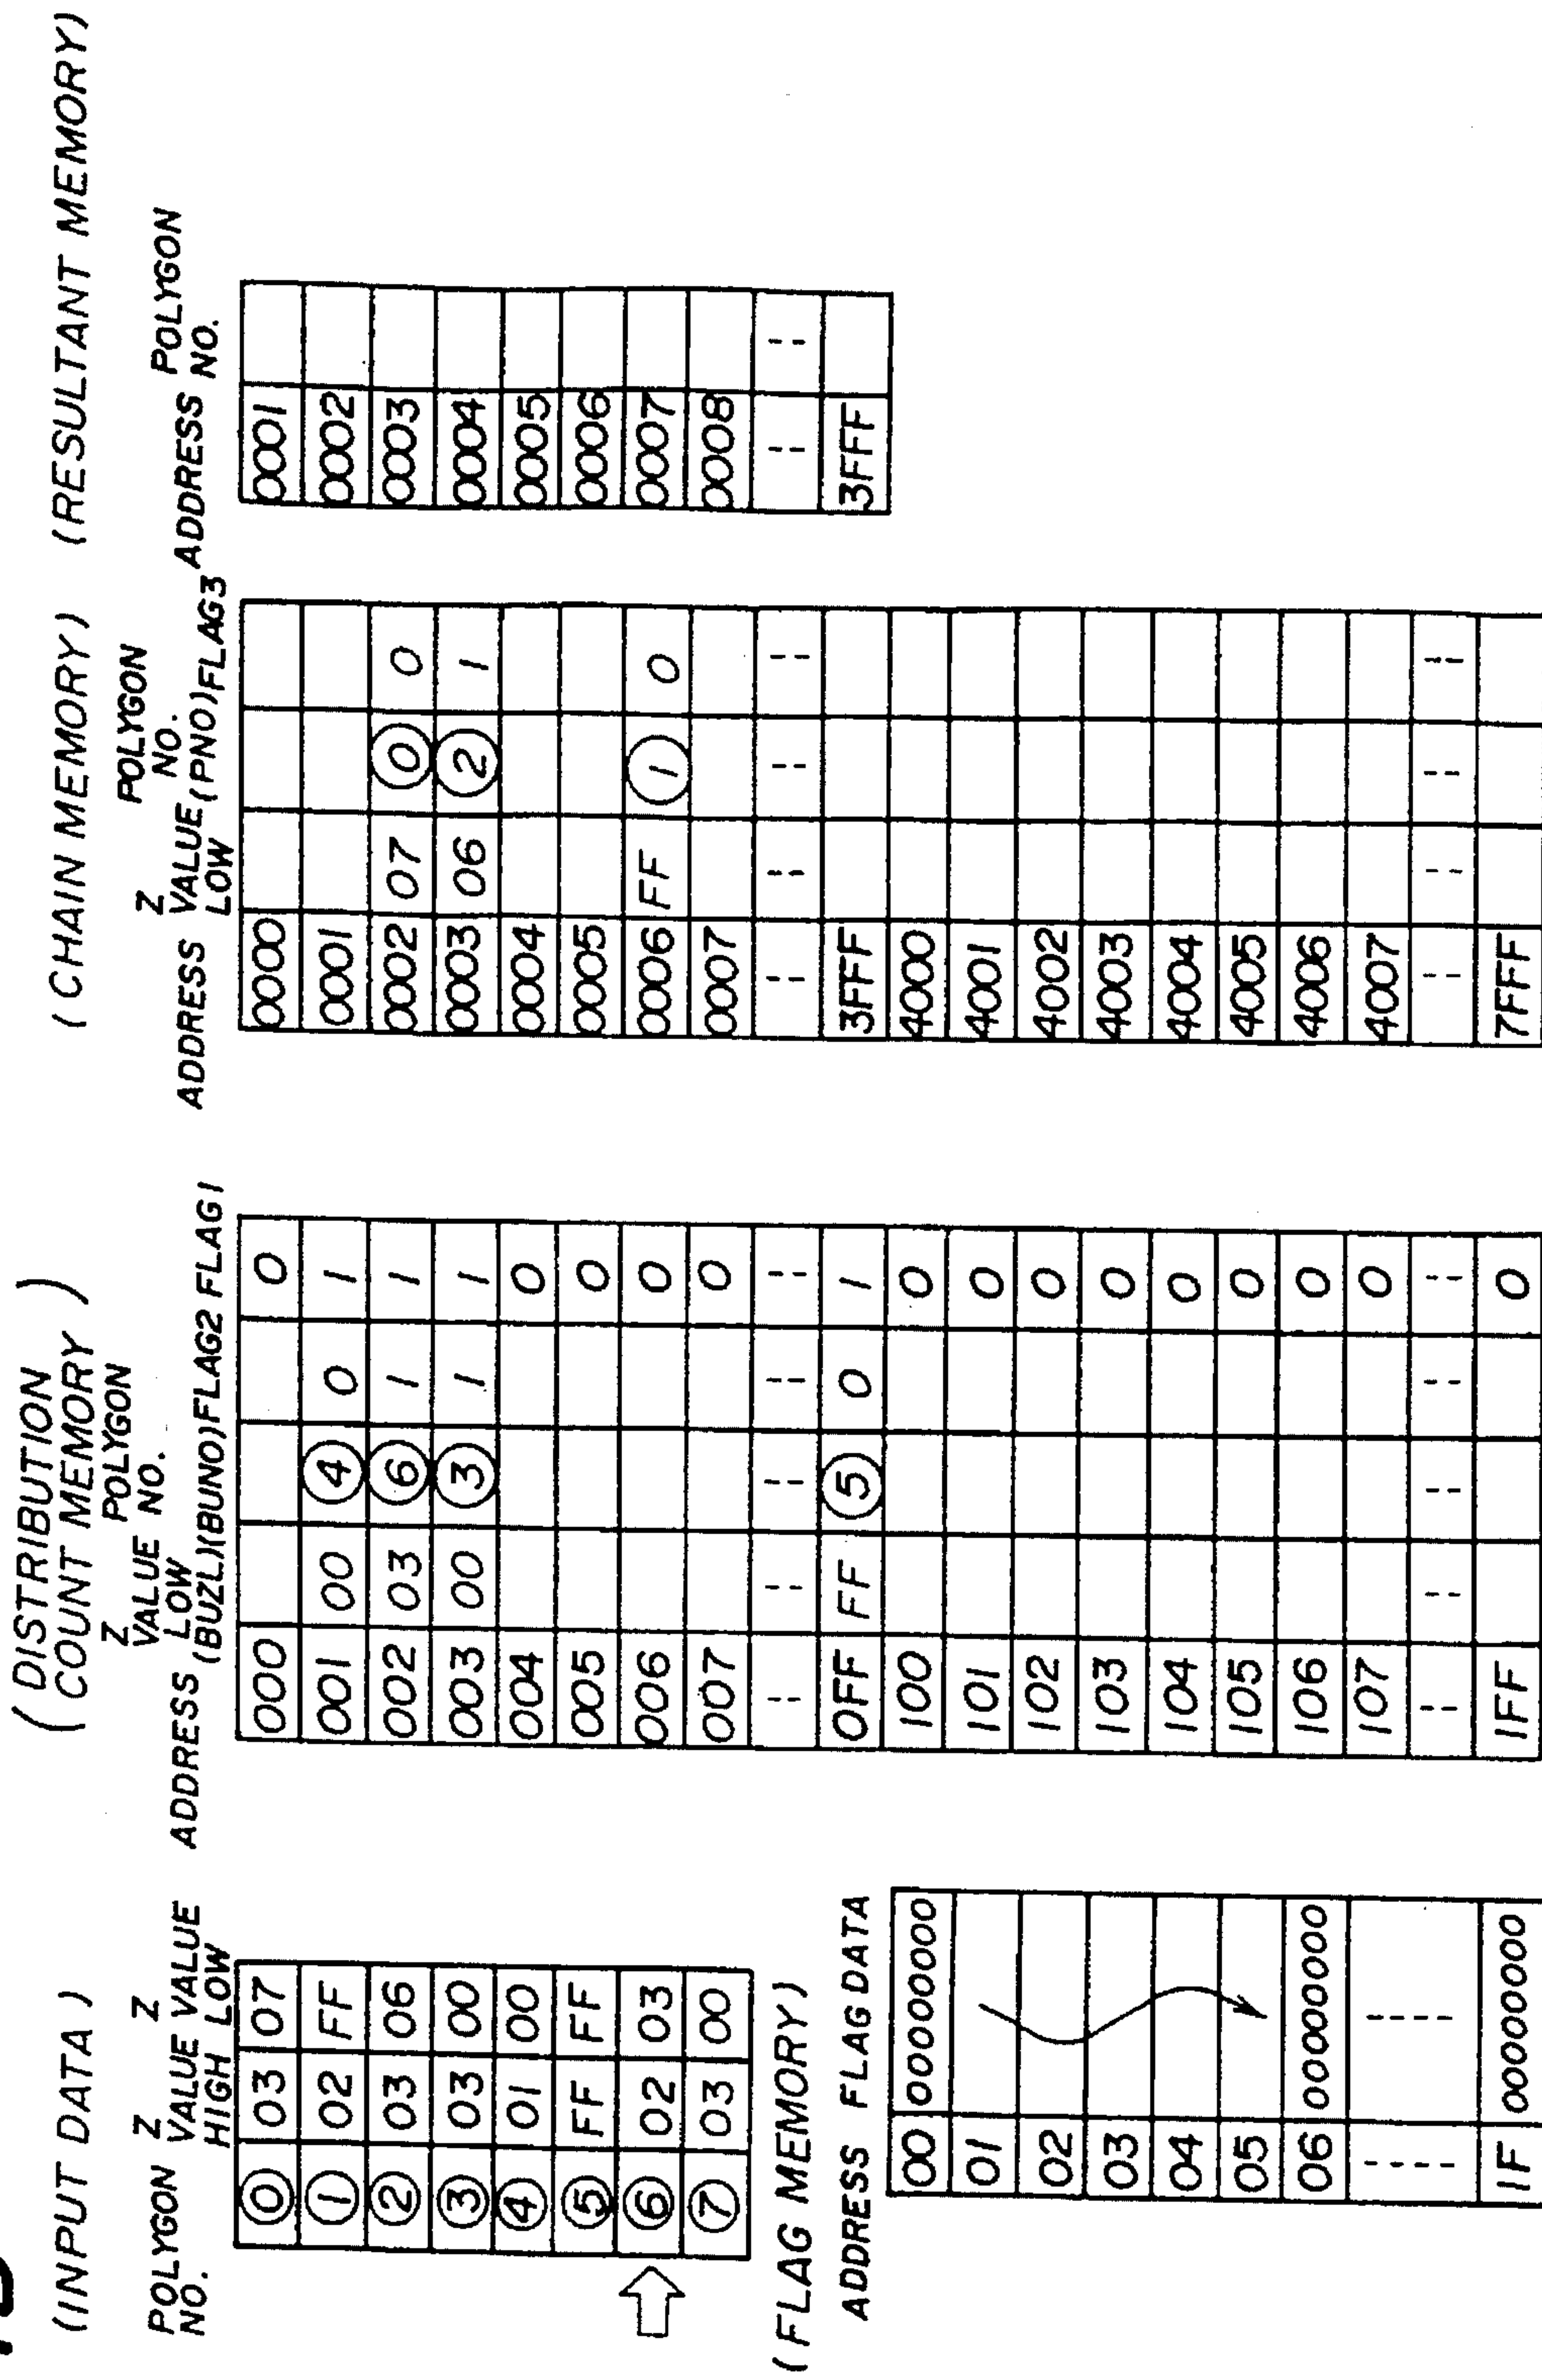 (INPUT DATA)
POLYGON NO. Z VALUE HIGH Z VALUE LOW
⓪ 03 07
① 02 FF
② 03 06
③ 03 00
④ 01 00
⑤ FF FF
⑥ 02 03
⑦ 03 00
(FLAG MEMORY)
ADDRESS FLAG DATA
00 00000000
01
02
03
04
05
06 00000000
---- ----
1F 00000000
(DISTRIBUTION COUNT MEMORY)
ADDRESS Z VALUE LOW (BUZL) POLYGON NO. (BUNO) FLAG2 FLAG1
000 0
001 00 ④ 0 1
002 03 ⑥ 1 1
003 00 ③ 1 1
004 0
005 0
006 0
007 0
-- -- -- -- --
0FF FF ⑤ 0 1
100 0
101 0
102 0
103 0
104 0
105 0
106 0
107 0
-- -- -- -- --
1FF 0
(CHAIN MEMORY)
ADDRESS Z VALUE LOW POLYGON NO. (PNO) FLAG3
0000
0001
0002 07 ⓪ 0
0003 06 ② 1
0004
0005
0006 FF ① 0
0007
-- -- -- --
3FFF
4000
4001
4002
4003
4004
4005
4006
4007
-- -- -- --
7FFF
(RESULTANT MEMORY)
ADDRESS POLYGON NO.
0001
0002
0003
0004
0005
0006
0007
0008
-- --
3FFF